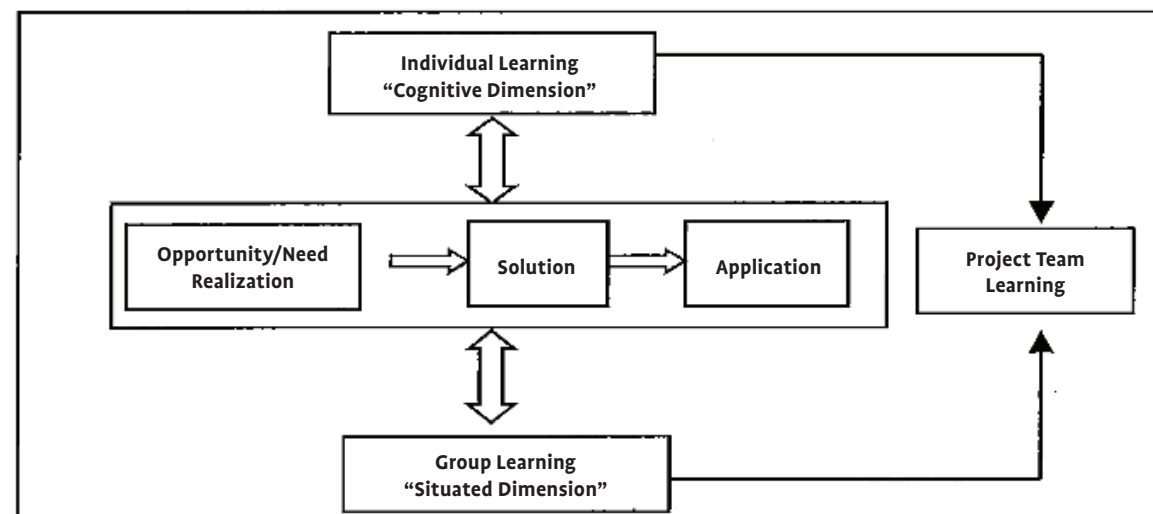 Individual Learning
“Cognitive Dimension”
Opportunity/Need
Realization
Solution
Application
Project Team
Learning
Group Learning
“Situated Dimension”